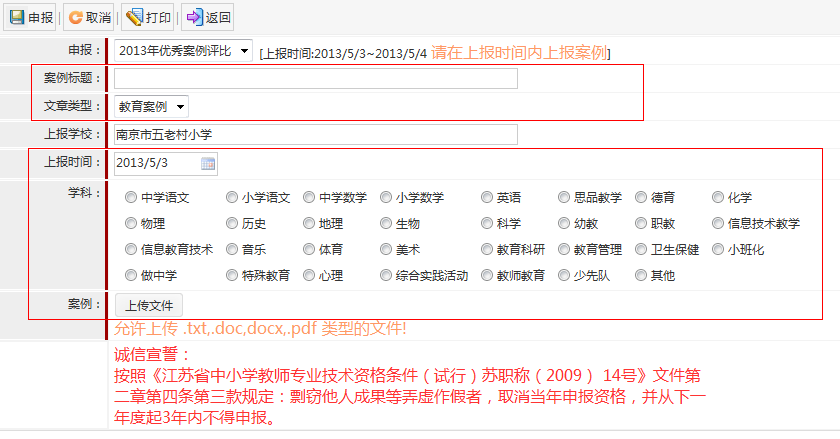 申报 取消 打印 返回
申报： 2013年优秀案例评比 [上报时间:2013/5/3~2013/5/4 请在上报时间内上报案例]
案例标题：
文章类型： 教育案例
上报学校： 南京市五老村小学
上报时间： 2013/5/3
学科： 中学语文 小学语文 中学数学 小学数学 英语 思品教学 德育 化学
物理 历史 地理 生物 科学 幼教 职教 信息技术教学
信息教育技术 音乐 体育 美术 教育科研 教育管理 卫生保健 小班化
做中学 特殊教育 心理 综合实践活动 教师教育 少先队 其他
案例： 上传文件
允许上传 .txt,.doc,docx,.pdf 类型的文件!
诚信宣誓：
按照《江苏省中小学教师专业技术资格条件（试行）苏职称（2009） 14号》文件第
二章第四条第三款规定：剽窃他人成果等弄虚作假者，取消当年申报资格，并从下一
年度起3年内不得申报。